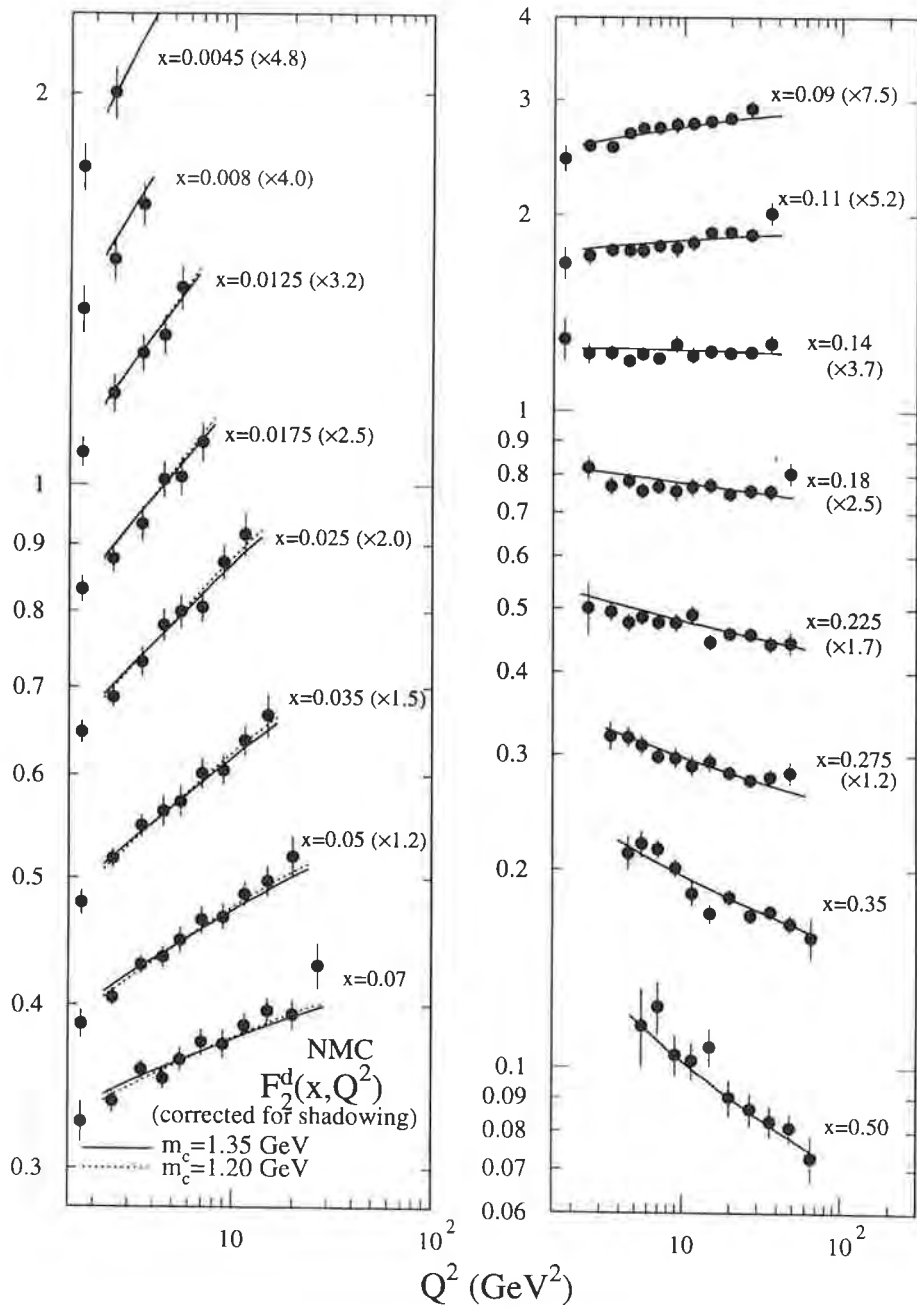 2
1
0.9
0.8
0.7
0.6
0.5
0.4
0.3
x=0.0045 (×4.8)
x=0.008 (×4.0)
x=0.0125 (×3.2)
x=0.0175 (×2.5)
x=0.025 (×2.0)
x=0.035 (×1.5)
x=0.05 (×1.2)
x=0.07
NMC
F₂ᵈ(x,Q²)
(corrected for shadowing)
m_c=1.35 GeV
m_c=1.20 GeV
10
10²
4
3
2
1
0.9
0.8
0.7
0.6
0.5
0.4
0.3
0.2
0.1
0.09
0.08
0.07
0.06
x=0.09 (×7.5)
x=0.11 (×5.2)
x=0.14
(×3.7)
x=0.18
(×2.5)
x=0.225
(×1.7)
x=0.275
(×1.2)
x=0.35
x=0.50
10
10²
Q² (GeV²)